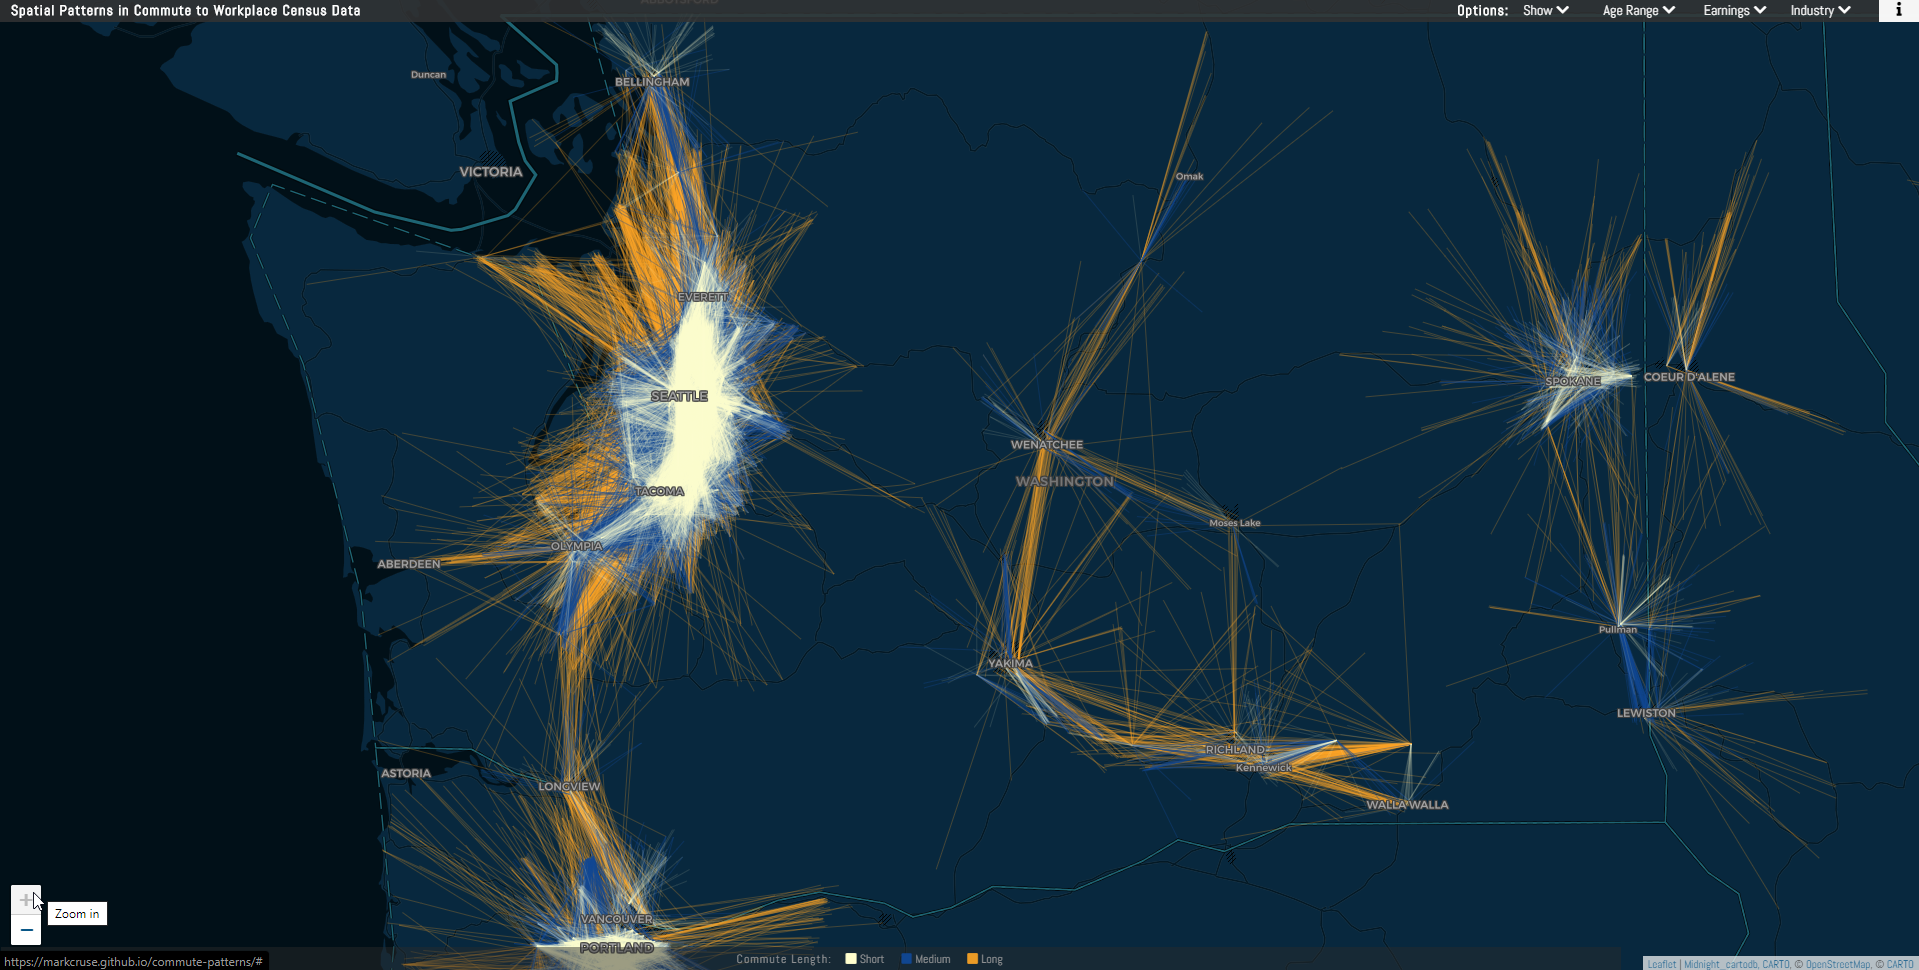 ABBOTSFORD
Spatial Patterns in Commute to Workplace Census Data
Options: Show Age Range Earnings Industry i
Duncan
BELLINGHAM
VICTORIA
Omak
EVERETT
SPOKANE
COEUR D'ALENE
SEATTLE
WENATCHEE
WASHINGTON
TACOMA
Moses Lake
OLYMPIA
ABERDEEN
Pullman
YAKIMA
LEWISTON
RICHLAND
Kennewick
ASTORIA
LONGVIEW
WALLA WALLA
+
Zoom in
−
VANCOUVER
PORTLAND
https://markcruse.github.io/commute-patterns/#
Commute Length: Short Medium Long
Leaflet | Midnight_cartodb, CARTO, © OpenStreetMap, © CARTO